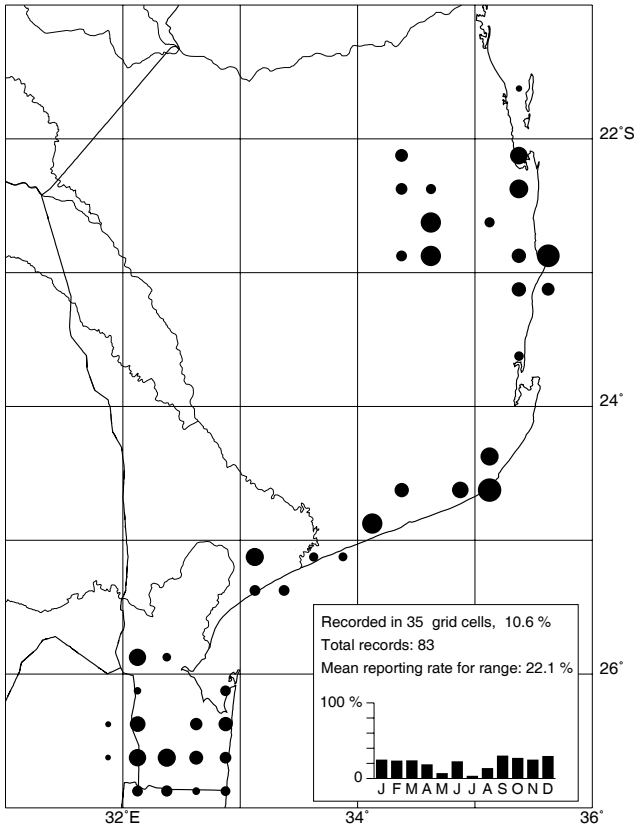 22°S
24°
Recorded in 35 grid cells, 10.6 %
Total records: 83
Mean reporting rate for range: 22.1 %
26°
100 %
0
J F M A M J J A S O N D
32°E
34°
36°